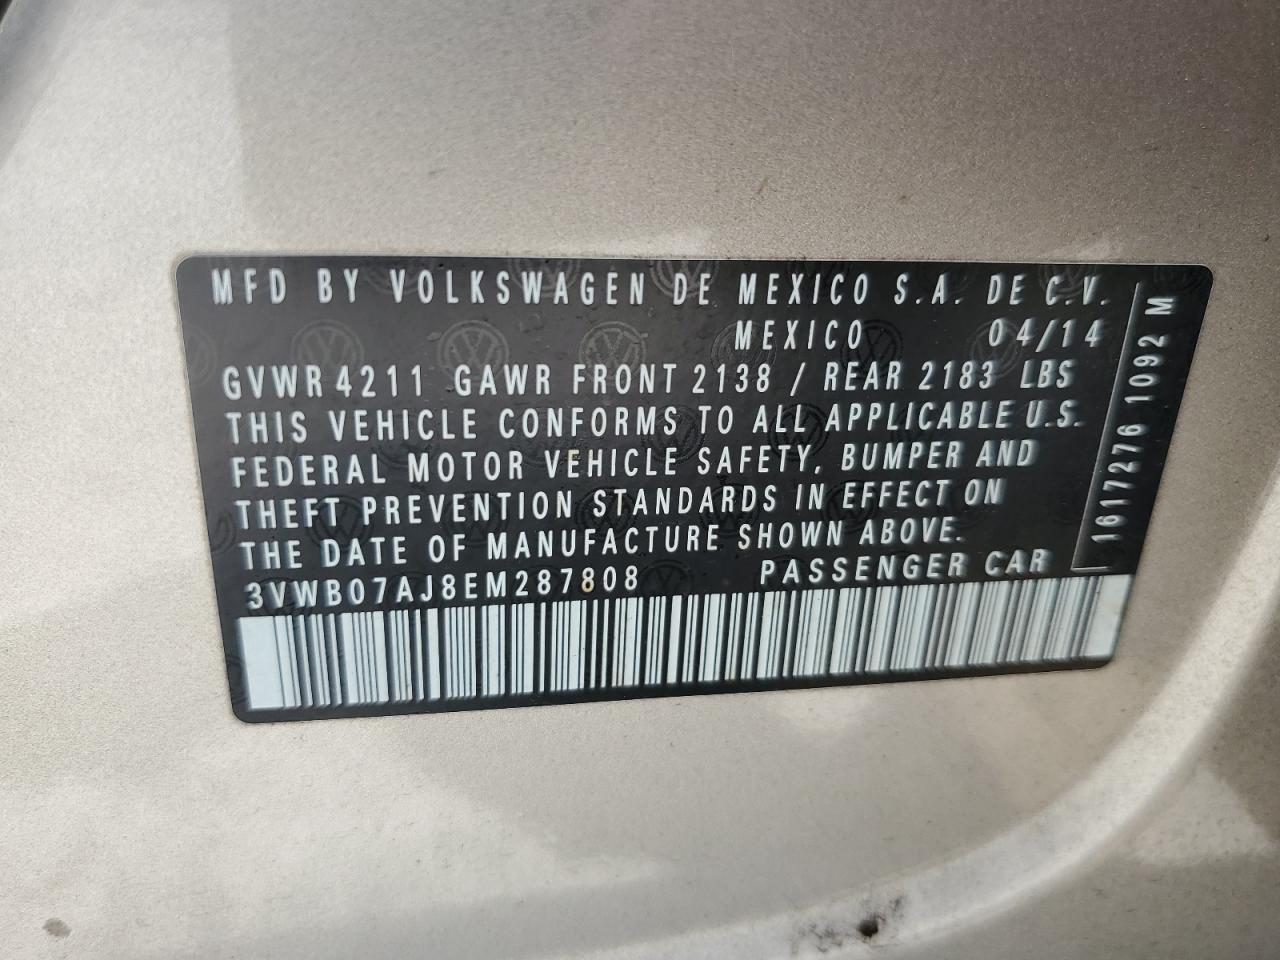 MFD BY VOLKSWAGEN DE MEXICO S.A. DE C.V.
MEXICO 04/14
GVWR 4211 GAWR FRONT 2138 / REAR 2183 LBS
THIS VEHICLE CONFORMS TO ALL APPLICABLE U.S.
FEDERAL MOTOR VEHICLE SAFETY, BUMPER AND
THEFT PREVENTION STANDARDS IN EFFECT ON
THE DATE OF MANUFACTURE SHOWN ABOVE.
3VWB07AJ8EM287808 PASSENGER CAR
1617276 1092 M